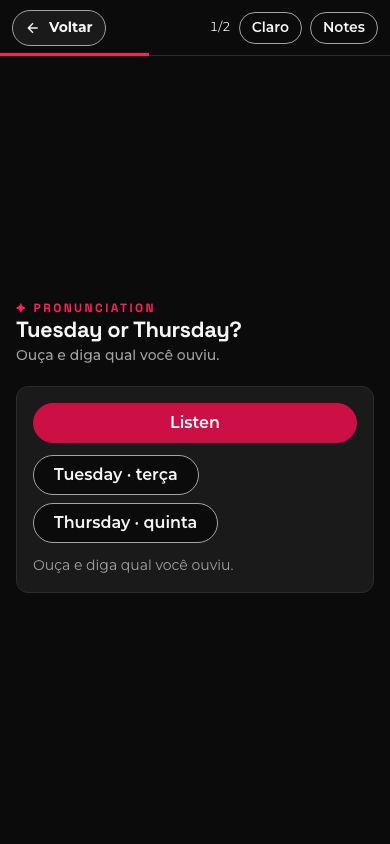 ← Voltar
1/2
Claro
Notes
✦ PRONUNCIATION
Tuesday or Thursday?
Ouça e diga qual você ouviu.
Listen
Tuesday · terça
Thursday · quinta
Ouça e diga qual você ouviu.